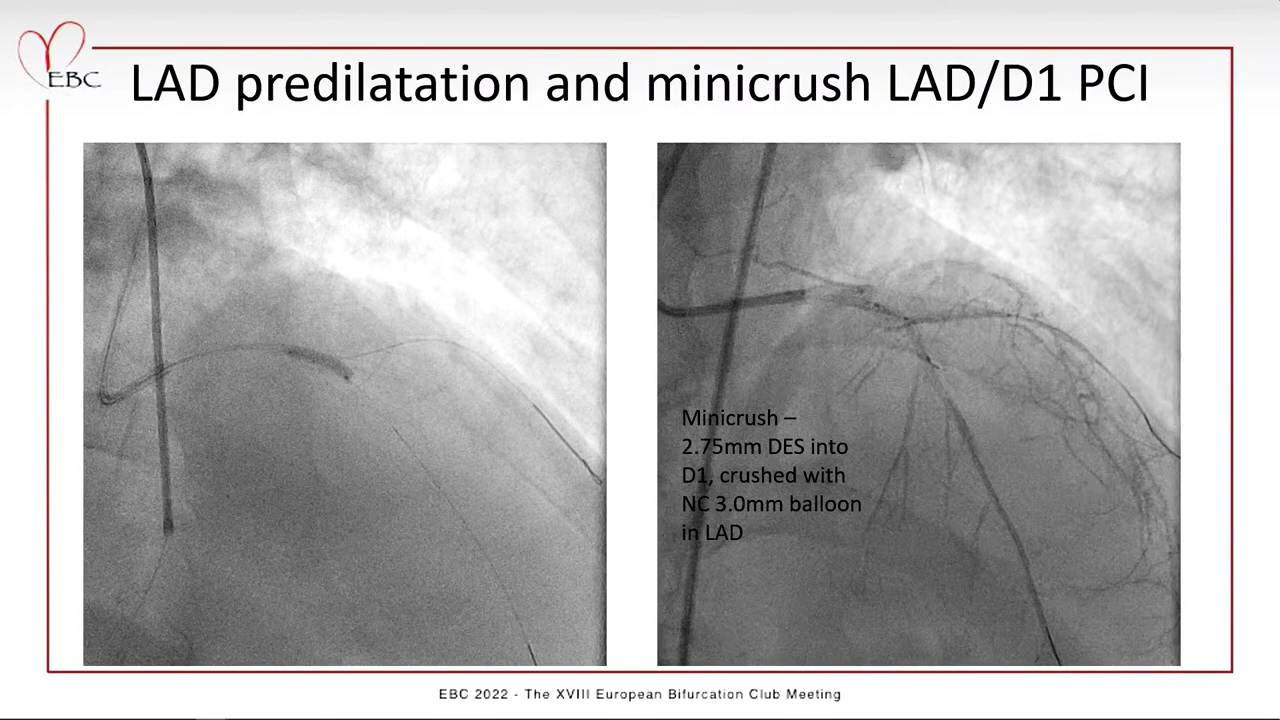 EBC
LAD predilatation and minicrush LAD/D1 PCI
Minicrush –
2.75mm DES into
D1, crushed with
NC 3.0mm balloon
in LAD
EBC 2022 - The XVIII European Bifurcation Club Meeting